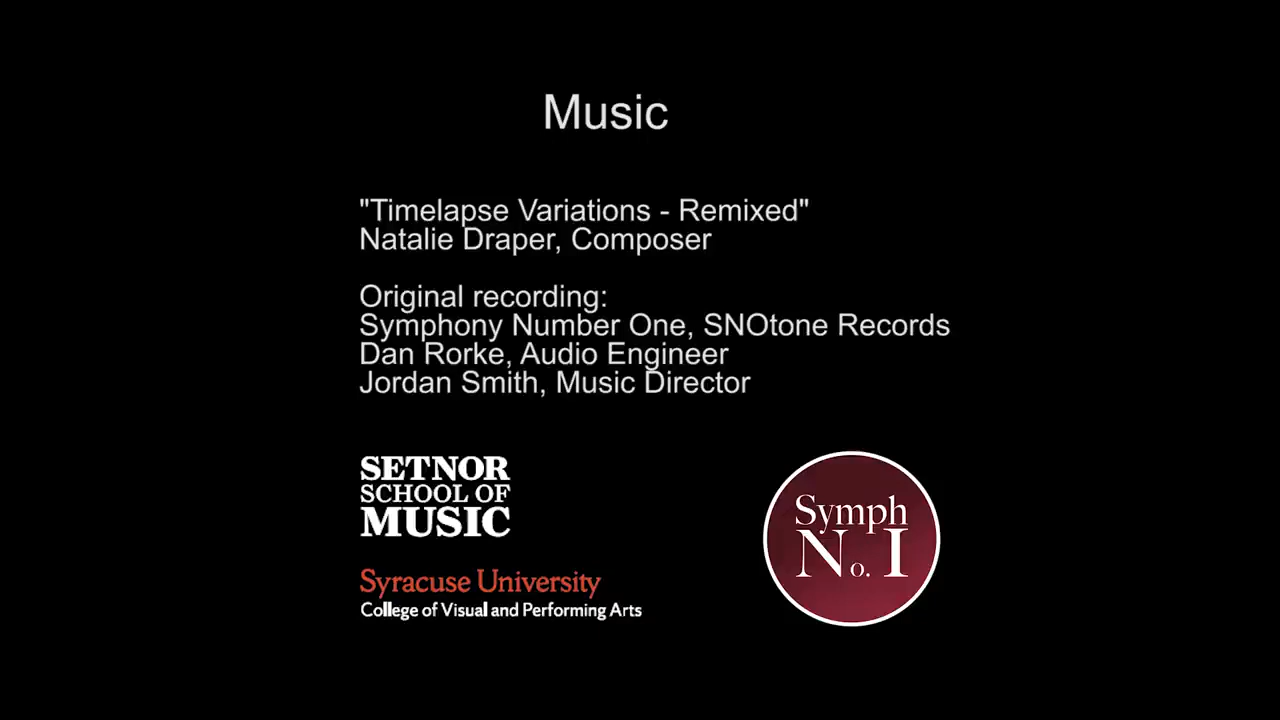 Music
"Timelapse Variations - Remixed"
Natalie Draper, Composer
Original recording:
Symphony Number One, SNOtone Records
Dan Rorke, Audio Engineer
Jordan Smith, Music Director
SETNOR
SCHOOL OF
MUSIC
Syracuse University
College of Visual and Performing Arts
Symph
No. I